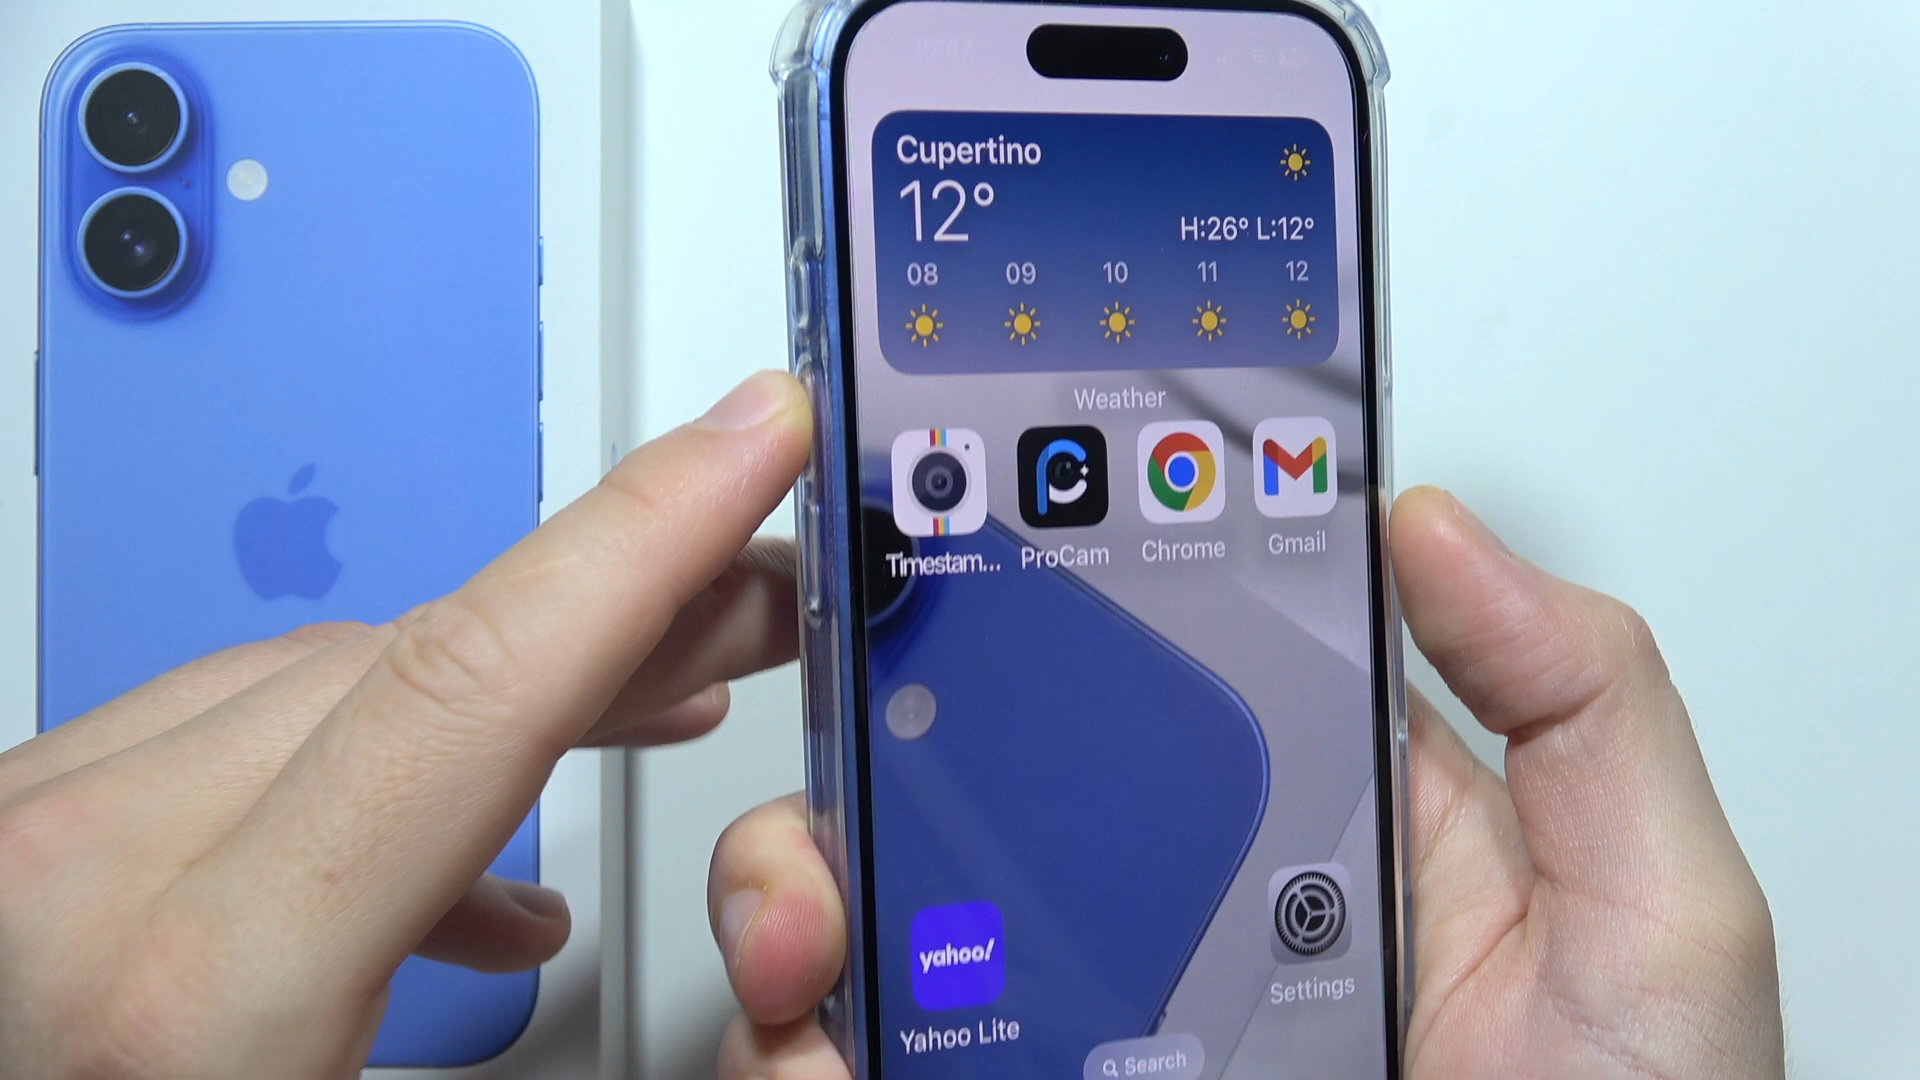 Cupertino
12°
H:26° L:12°
08 09 10 11 12
Weather
Timestam... ProCam Chrome Gmail
yahoo!
Yahoo Lite
Settings
Search